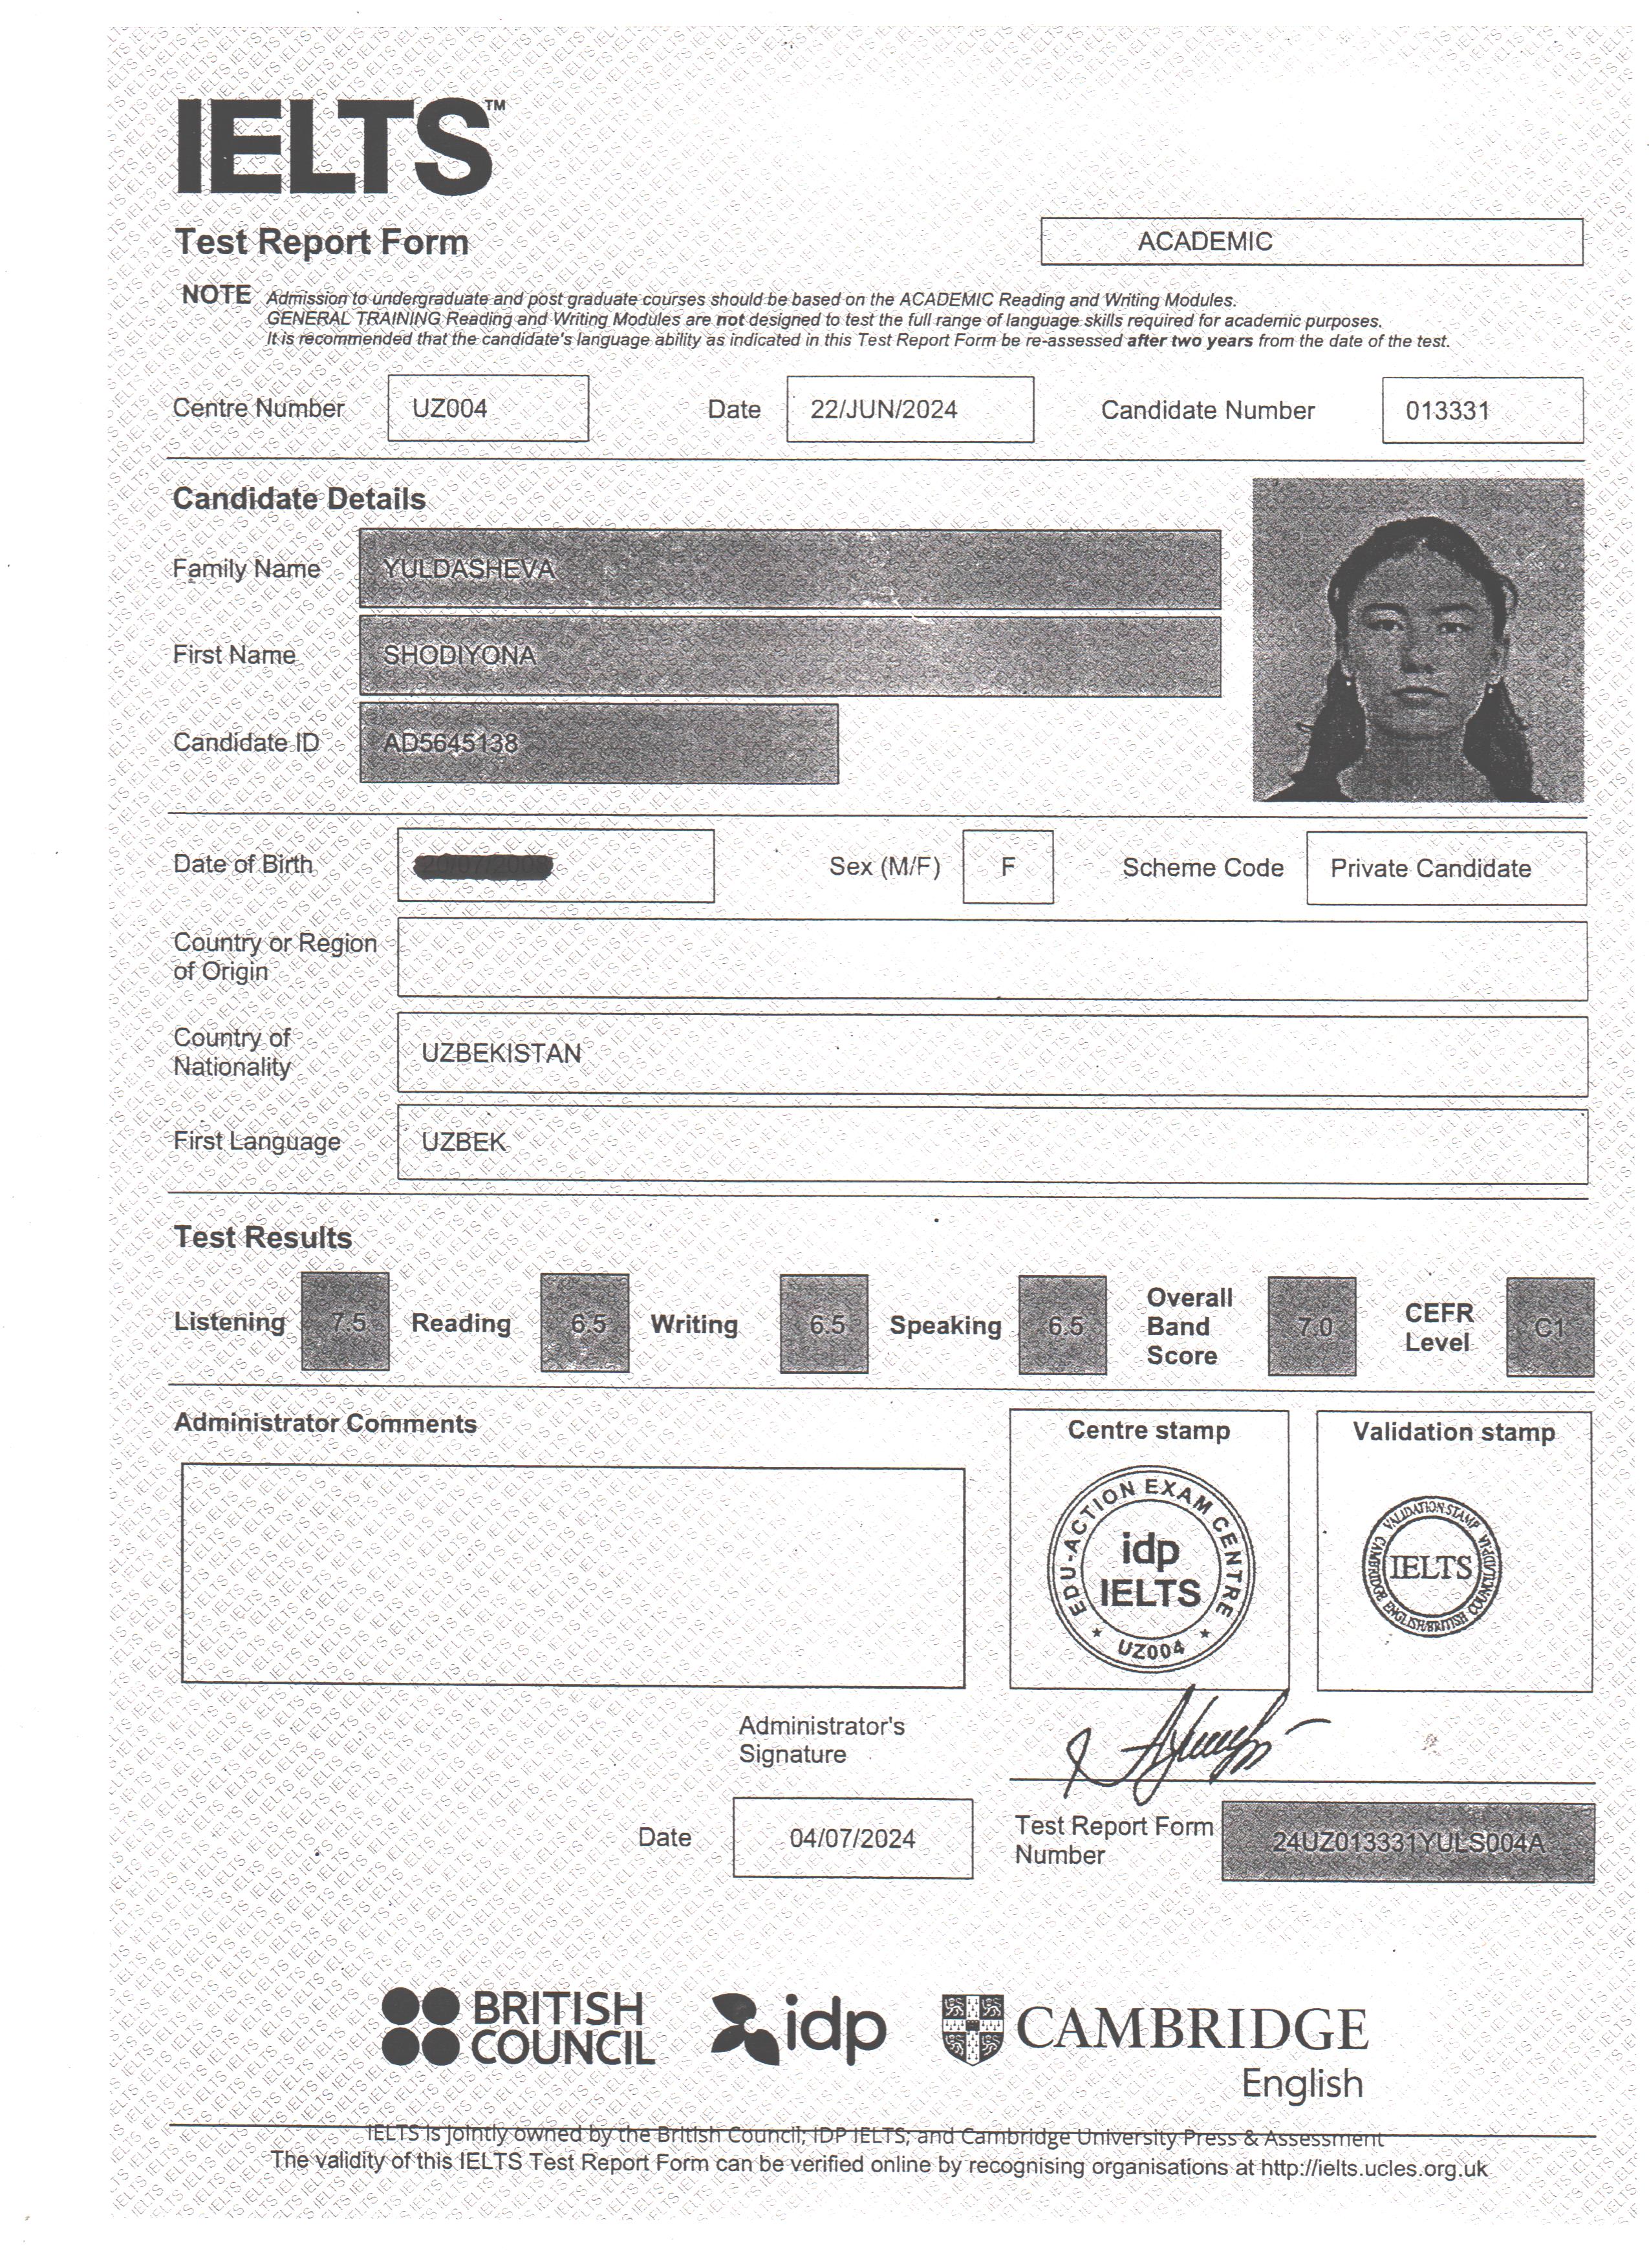 IELTS™
Test Report Form
ACADEMIC
NOTE Admission to undergraduate and post graduate courses should be based on the ACADEMIC Reading and Writing Modules.
GENERAL TRAINING Reading and Writing Modules are not designed to test the full range of language skills required for academic purposes.
It is recommended that the candidate's language ability as indicated in this Test Report Form be re-assessed after two years from the date of the test.
Centre Number UZ004 Date 22/JUN/2024 Candidate Number 013331
Candidate Details
Family Name YULDASHEVA
First Name SHODIYONA
Candidate ID AD5645138
Date of Birth Sex (M/F) F Scheme Code Private Candidate
Country or Region
of Origin
Country of
Nationality UZBEKISTAN
First Language UZBEK
Test Results
Listening 7.5 Reading 6.5 Writing 6.5 Speaking 6.5 Overall Band Score 7.0 CEFR Level C1
Administrator Comments
Centre stamp
EDU-ACTION EXAM CENTRE
idp
IELTS
UZ004
Validation stamp
VALIDATION STAMP
IELTS
CAMBRIDGE ENGLISH/BRITISH COUNCIL/IDP:IA
Administrator's
Signature
Date 04/07/2024
Test Report Form
Number 24UZ013331YULS004A
BRITISH
COUNCIL
idp
CAMBRIDGE
English
IELTS is jointly owned by the British Council; IDP IELTS; and Cambridge University Press & Assessment
The validity of this IELTS Test Report Form can be verified online by recognising organisations at http://ielts.ucles.org.uk